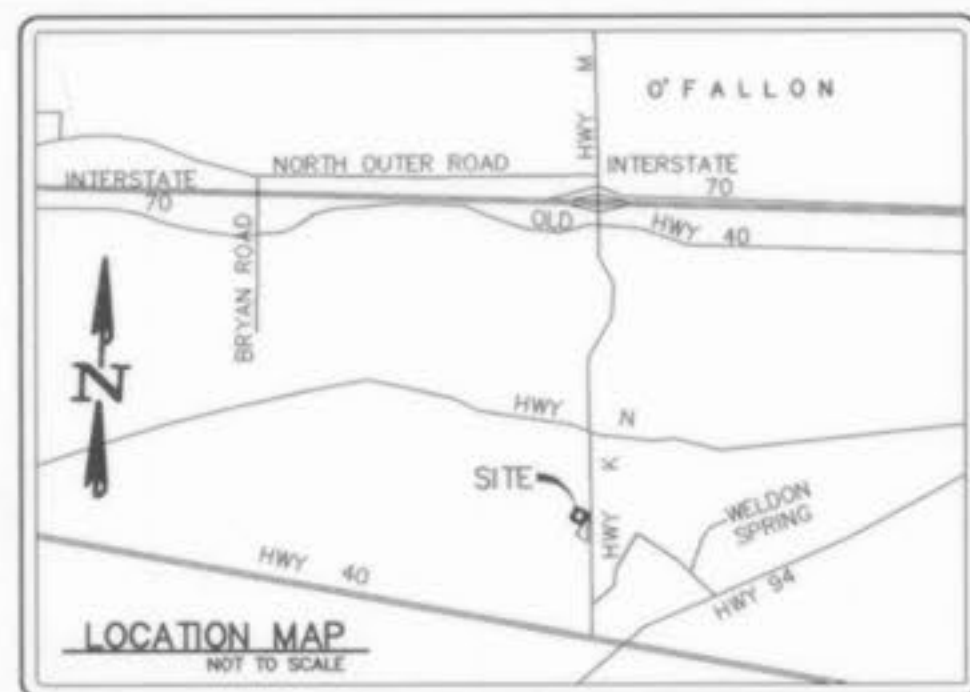 HWY M
O'FALLON
NORTH OUTER ROAD
INTERSTATE
70
INTERSTATE
70
OLD HWY 40
BRYAN ROAD
N
HWY N
SITE
HWY K
WELDON
SPRING
HWY 40
HWY 94
LOCATION MAP
NOT TO SCALE